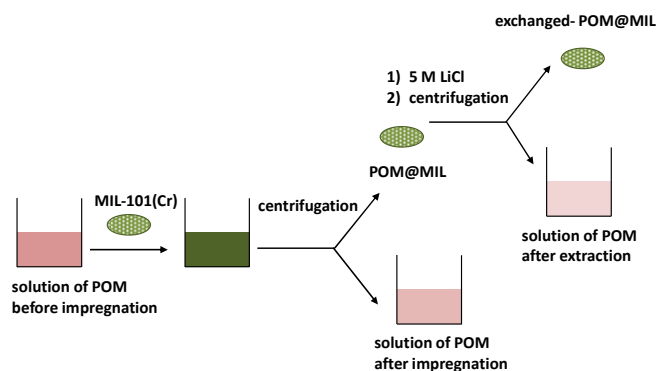 exchanged- POM@MIL
1) 5 M LiCl
2) centrifugation
POM@MIL
MIL-101(Cr)
centrifugation
solution of POM
before impregnation
solution of POM
after extraction
solution of POM
after impregnation